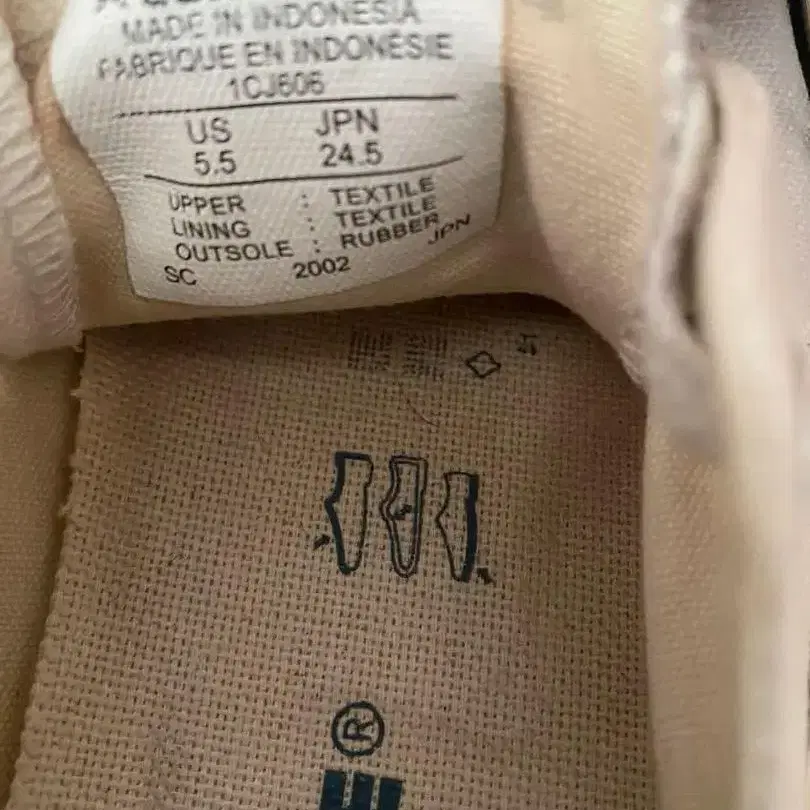 MADE IN INDONESIA
FABRIQUE EN INDONÉSIE
1CJ606
US JPN
5.5 24.5
UPPER : TEXTILE
LINING : TEXTILE
OUTSOLE : RUBBER
SC 2002 JPN
®